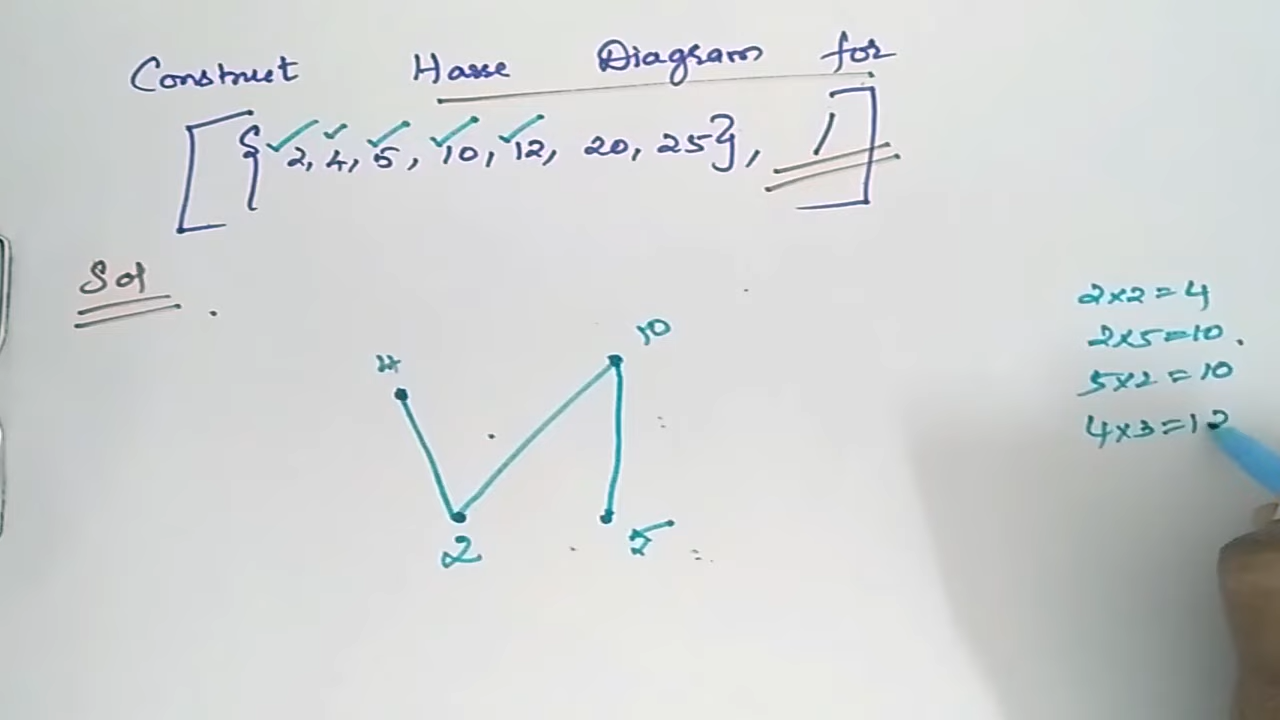 Construct Hasse Diagram for
[{2, 4, 5, 10, 12, 20, 25}, /]
Sol
2×2=4
2×5=10.
5×2=10
4×3=12
4
10
2
5